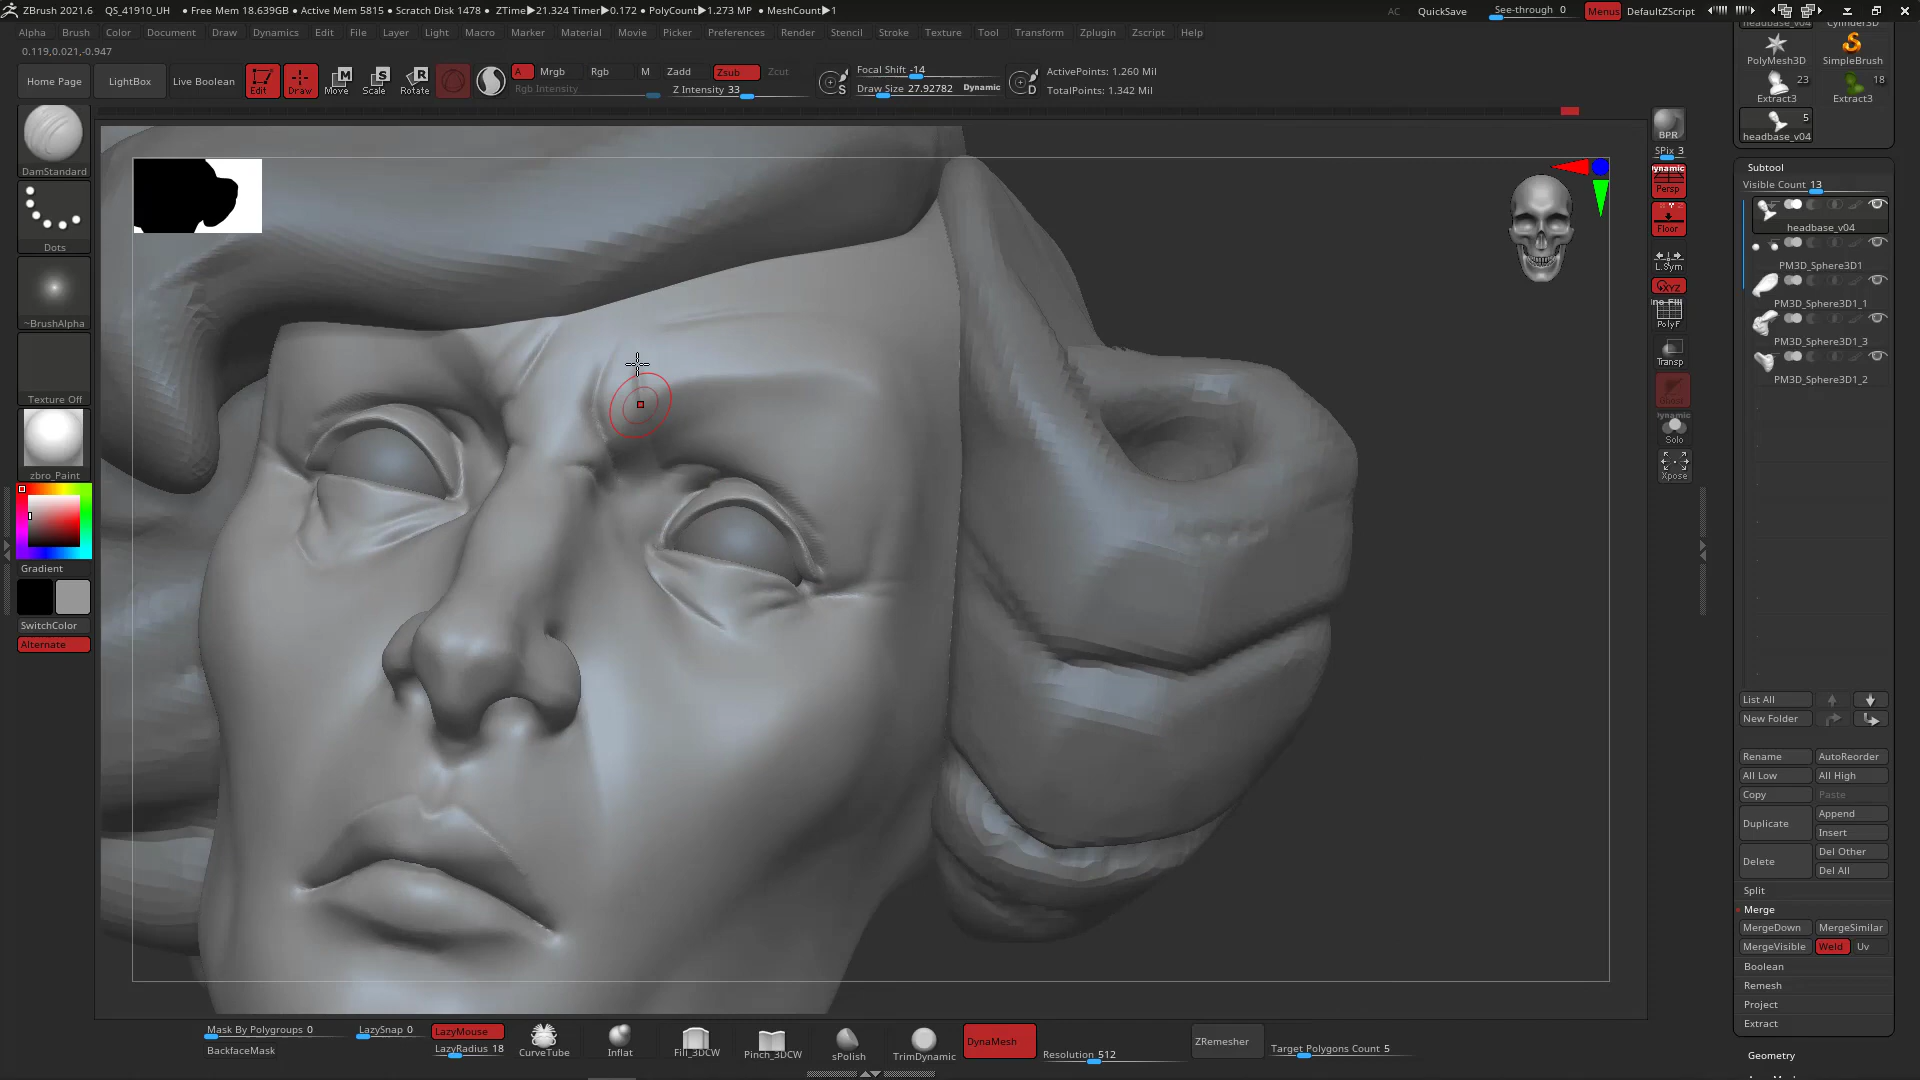 ZBrush 2021.6 QS_41910_UH • Free Mem 18.639GB • Active Mem 5815 • Scratch Disk 1478 • ZTime▶21.324 Timer▶0.172 • PolyCount▶1.273 MP • MeshCount▶1 AC QuickSave See-through 0 Menus DefaultZScript
Alpha Brush Color Document Draw Dynamics Edit File Layer Light Macro Marker Material Movie Picker Preferences Render Stencil Stroke Texture Tool Transform Zplugin Zscript Help
0.119,0.021,-0.947
Home Page LightBox Live Boolean Edit Draw Move Scale Rotate
A Mrgb Rgb M Zadd Zsub Zcut
Rgb Intensity Z Intensity 33
S Focal Shift -14
Draw Size 27.92782 Dynamic
D ActivePoints: 1.260 Mil
TotalPoints: 1.342 Mil
DamStandard
Dots
~BrushAlpha
Texture Off
zbro_Paint
Gradient
SwitchColor
Alternate
BPR
SPix 3
Dynamic
Persp
Floor
L.Sym
XYZ
PolyF
Transp
Dynamic
Solo
Xpose
headbase_v04 Cylinder3D
PolyMesh3D SimpleBrush
23 18
Extract3 Extract3
5
headbase_v04
Subtool
Visible Count 13
headbase_v04
PM3D_Sphere3D1
PM3D_Sphere3D1_1
PM3D_Sphere3D1_3
PM3D_Sphere3D1_2
List All
New Folder
Rename AutoReorder
All Low All High
Copy Paste
Duplicate Append
Insert
Delete Del Other
Del All
Split
Merge
MergeDown MergeSimilar
MergeVisible Weld Uv
Boolean
Remesh
Project
Extract
Geometry
Mask By Polygroups 0 LazySnap 0 LazyMouse
BackfaceMask LazyRadius 18
CurveTube Inflat Fill_3DCW Pinch_3DCW sPolish TrimDynamic
DynaMesh Resolution 512 ZRemesher Target Polygons Count 5